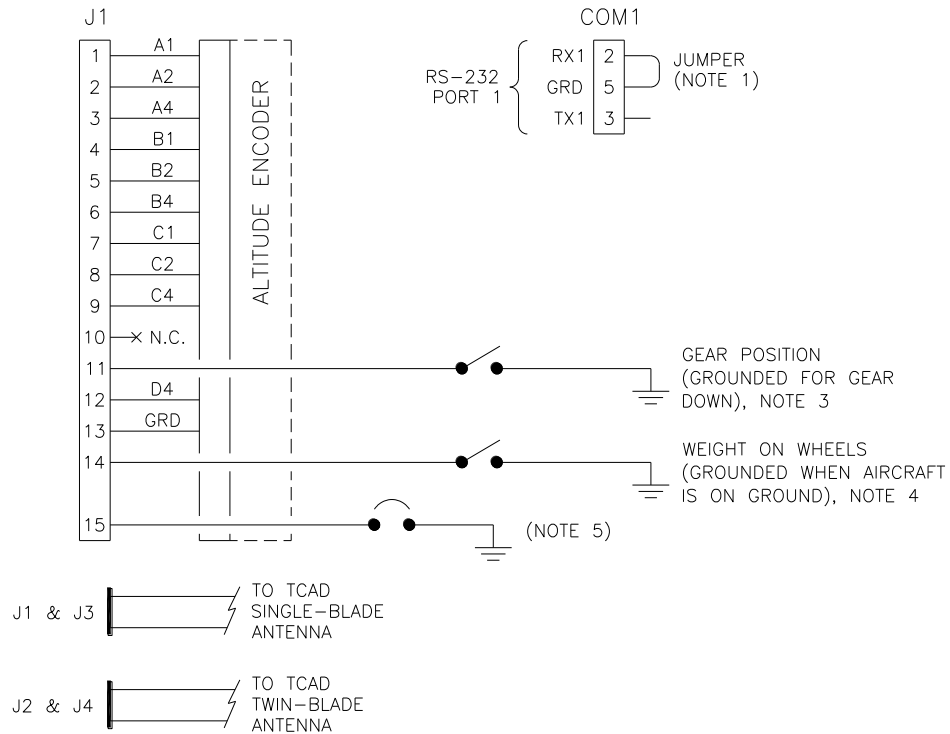 J1
1 A1
2 A2
3 A4
4 B1
5 B2
6 B4
7 C1
8 C2
9 C4
10 N.C.
11
12 D4
13 GRD
14
15
ALTITUDE ENCODER
COM1
RS-232
PORT 1
RX1 2
GRD 5
TX1 3
JUMPER
(NOTE 1)
GEAR POSITION
(GROUNDED FOR GEAR
DOWN), NOTE 3
WEIGHT ON WHEELS
(GROUNDED WHEN AIRCRAFT
IS ON GROUND), NOTE 4
(NOTE 5)
J1 & J3
TO TCAD
SINGLE-BLADE
ANTENNA
J2 & J4
TO TCAD
TWIN-BLADE
ANTENNA